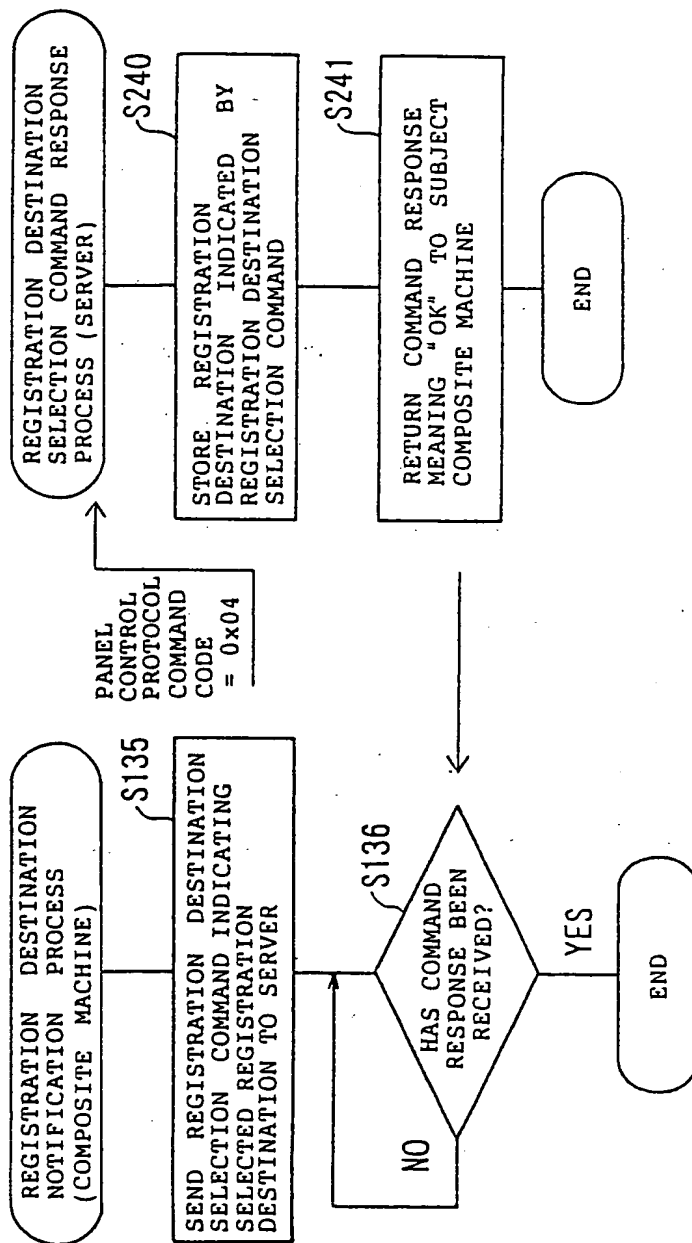 REGISTRATION DESTINATION
NOTIFICATION PROCESS
(COMPOSITE MACHINE)
S135
SEND REGISTRATION DESTINATION
SELECTION COMMAND INDICATING
SELECTED REGISTRATION
DESTINATION TO SERVER
S136
HAS COMMAND
RESPONSE BEEN
RECEIVED?
NO
YES
END
PANEL
CONTROL
PROTOCOL
COMMAND
CODE
= 0x04
REGISTRATION DESTINATION
SELECTION COMMAND RESPONSE
PROCESS (SERVER)
S240
STORE REGISTRATION
DESTINATION INDICATED BY
REGISTRATION DESTINATION
SELECTION COMMAND
S241
RETURN COMMAND RESPONSE
MEANING "OK" TO SUBJECT
COMPOSITE MACHINE
END